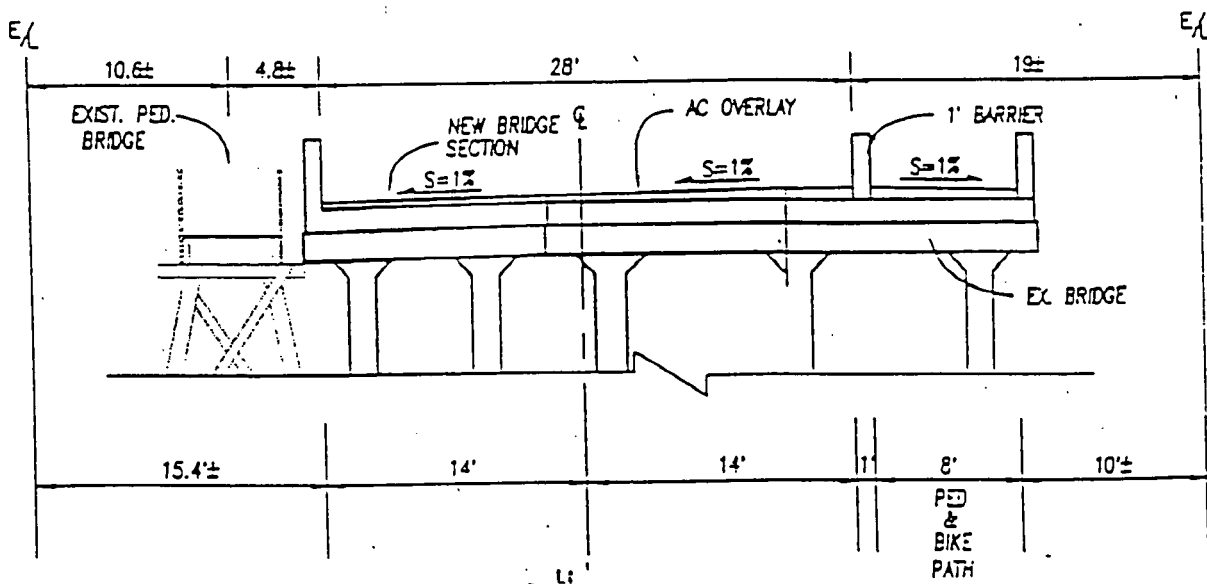 E/L
E/L
10.6±
4.8±
28'
19±
EXIST. PED.
BRIDGE
NEW BRIDGE
SECTION
℄
AC OVERLAY
1' BARRIER
S=1%
S=1%
S=1%
EX. BRIDGE
15.4'±
14'
14'
1'
8'
10'±
PED
&
BIKE
PATH